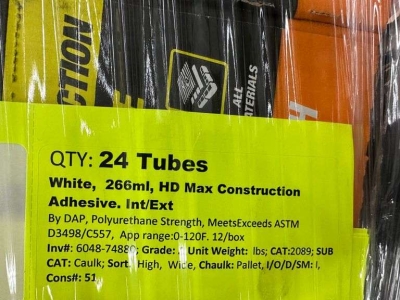 CTION
ALL
MATERIALS
QTY: 24 Tubes
White, 266ml, HD Max Construction
Adhesive. Int/Ext
By DAP, Polyurethane Strength, MeetsExceeds ASTM
D3498/C557, App range:0-120F. 12/box
Inv#: 6048-74880; Grade: Unit Weight: lbs; CAT:2089; SUB
CAT: Caulk; Sort: High, Wide, Chaulk: Pallet, I/O/D/SM: I,
Cons#: 51